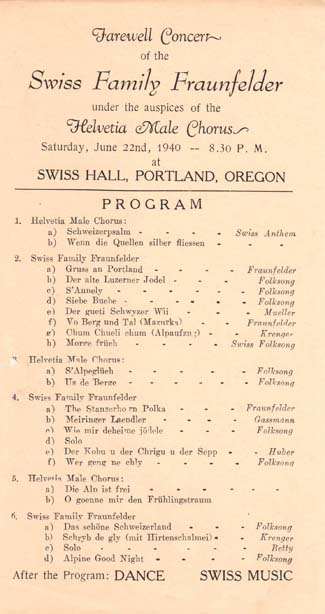 Farewell Concert
of the
Swiss Family Fraunfelder
under the auspices of the
Helvetia Male Chorus
Saturday, June 22nd, 1940 -- 8.30 P. M.
at
SWISS HALL, PORTLAND, OREGON
PROGRAM
1. Helvetia Male Chorus:
a) Schweizerpsalm - - - - - Swiss Anthem
b) Wenn die Quellen silber fliessen - - -
2. Swiss Family Fraunfelder
a) Gruss an Portland - - - - Fraunfelder
b) Der alte Luzerner Jodel - - - Folksong
c) S'Annely - - - - - - Folksong
d) Siebe Buebe - - - - - Folksong
e) Der gueti Schwyzer Wii - - - Mueller
f) Vo Berg und Tal (Mazurka) - - Fraunfelder
g) Chum Chueli chum (Alpaufzug) - - Krenger
h) Morge früeh - - - - Swiss Folksong
3. Helvetia Male Chorus:
a) S'Alpeglüeh - - - - - Folksong
b) Us de Berge - - - - - Folksong
4. Swiss Family Fraunfelder
a) The Stanzerhorn Polka - - - Fraunfelder
b) Meiringer Laendler - - - - Gassmann
c) Wie mir deheime jödele - - - Folksong
d) Solo
e) Der Kobu u der Chrigu u der Sepp - - Huber
f) Wer geng ne chly - - - - Folksong
5. Helvetia Male Chorus:
a) Die Alp ist frei - - - - -
b) O goenne mir den Frühlingstraum
6. Swiss Family Fraunfelder
a) Das schöne Schweizerland - - - Folksong
b) Schryb de gly (mit Hirtenschalmei) - - Krenger
c) Solo - - - - - - Betty
d) Alpine Good Night - - - - Folksong
After the Program: DANCE SWISS MUSIC